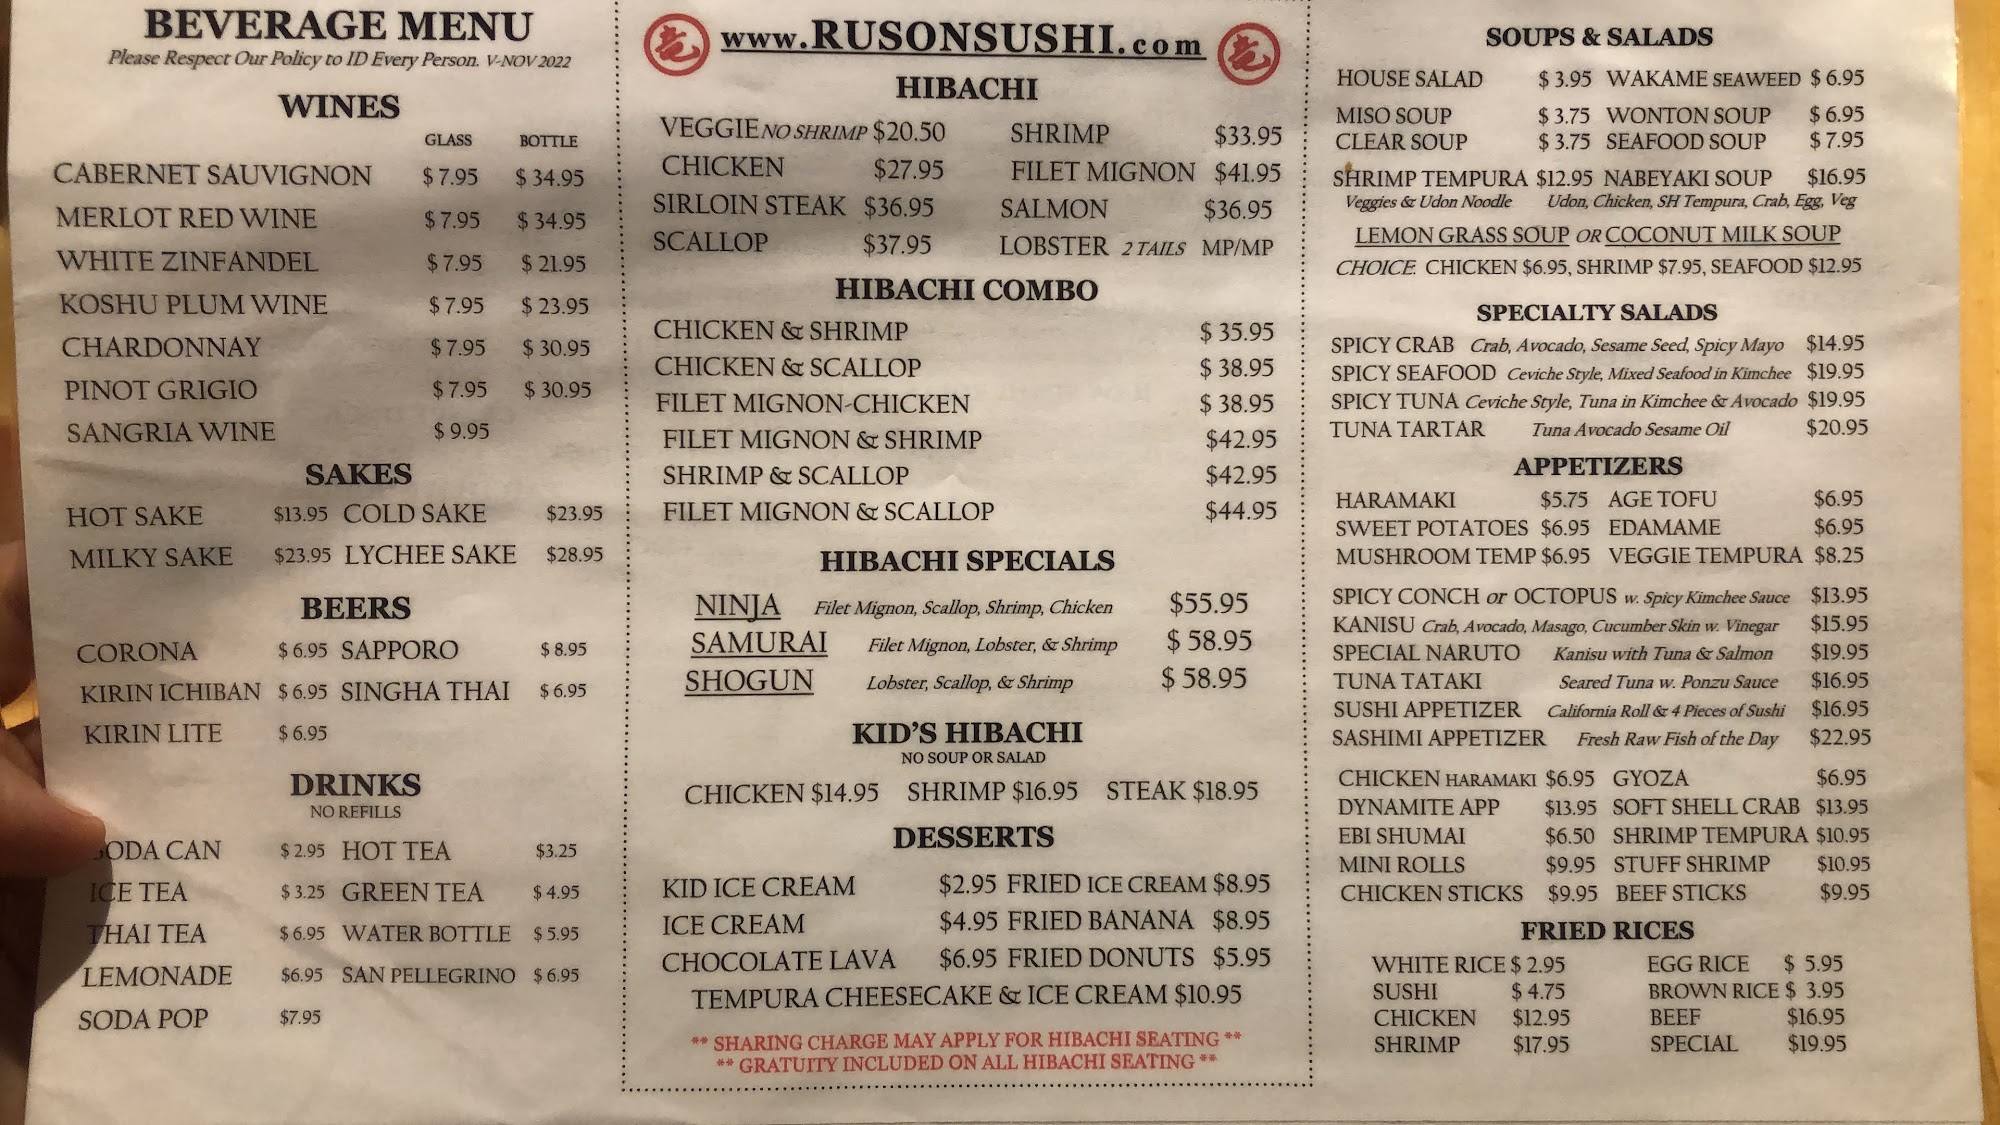 BEVERAGE MENU
Please Respect Our Policy to ID Every Person. V-NOV 2022
WINES
GLASS BOTTLE
CABERNET SAUVIGNON $7.95 $34.95
MERLOT RED WINE $7.95 $34.95
WHITE ZINFANDEL $7.95 $21.95
KOSHU PLUM WINE $7.95 $23.95
CHARDONNAY $7.95 $30.95
PINOT GRIGIO $7.95 $30.95
SANGRIA WINE $9.95
SAKES
HOT SAKE $13.95 COLD SAKE $23.95
MILKY SAKE $23.95 LYCHEE SAKE $28.95
BEERS
CORONA $6.95 SAPPORO $8.95
KIRIN ICHIBAN $6.95 SINGHA THAI $6.95
KIRIN LITE $6.95
DRINKS
NO REFILLS
SODA CAN $2.95 HOT TEA $3.25
ICE TEA $3.25 GREEN TEA $4.95
THAI TEA $6.95 WATER BOTTLE $5.95
LEMONADE $6.95 SAN PELLEGRINO $6.95
SODA POP $7.95
www.RUSONSUSHI.com
HIBACHI
VEGGIE NO SHRIMP $20.50 SHRIMP $33.95
CHICKEN $27.95 FILET MIGNON $41.95
SIRLOIN STEAK $36.95 SALMON $36.95
SCALLOP $37.95 LOBSTER 2 TAILS MP/MP
HIBACHI COMBO
CHICKEN & SHRIMP $35.95
CHICKEN & SCALLOP $38.95
FILET MIGNON-CHICKEN $38.95
FILET MIGNON & SHRIMP $42.95
SHRIMP & SCALLOP $42.95
FILET MIGNON & SCALLOP $44.95
HIBACHI SPECIALS
NINJA Filet Mignon, Scallop, Shrimp, Chicken $55.95
SAMURAI Filet Mignon, Lobster, & Shrimp $58.95
SHOGUN Lobster, Scallop, & Shrimp $58.95
KID'S HIBACHI
NO SOUP OR SALAD
CHICKEN $14.95 SHRIMP $16.95 STEAK $18.95
DESSERTS
KID ICE CREAM $2.95 FRIED ICE CREAM $8.95
ICE CREAM $4.95 FRIED BANANA $8.95
CHOCOLATE LAVA $6.95 FRIED DONUTS $5.95
TEMPURA CHEESECAKE & ICE CREAM $10.95
** SHARING CHARGE MAY APPLY FOR HIBACHI SEATING **
** GRATUITY INCLUDED ON ALL HIBACHI SEATING **
SOUPS & SALADS
HOUSE SALAD $3.95 WAKAME SEAWEED $6.95
MISO SOUP $3.75 WONTON SOUP $6.95
CLEAR SOUP $3.75 SEAFOOD SOUP $7.95
SHRIMP TEMPURA $12.95 NABEYAKI SOUP $16.95
Veggies & Udon Noodle Udon, Chicken, SH Tempura, Crab, Egg, Veg
LEMON GRASS SOUP OR COCONUT MILK SOUP
CHOICE: CHICKEN $6.95, SHRIMP $7.95, SEAFOOD $12.95
SPECIALTY SALADS
SPICY CRAB Crab, Avocado, Sesame Seed, Spicy Mayo $14.95
SPICY SEAFOOD Ceviche Style, Mixed Seafood in Kimchee $19.95
SPICY TUNA Ceviche Style, Tuna in Kimchee & Avocado $19.95
TUNA TARTAR Tuna Avocado Sesame Oil $20.95
APPETIZERS
HARAMAKI $5.75 AGE TOFU $6.95
SWEET POTATOES $6.95 EDAMAME $6.95
MUSHROOM TEMP $6.95 VEGGIE TEMPURA $8.25
SPICY CONCH or OCTOPUS w. Spicy Kimchee Sauce $13.95
KANISU Crab, Avocado, Masago, Cucumber Skin w. Vinegar $15.95
SPECIAL NARUTO Kanisu with Tuna & Salmon $19.95
TUNA TATAKI Seared Tuna w. Ponzu Sauce $16.95
SUSHI APPETIZER California Roll & 4 Pieces of Sushi $16.95
SASHIMI APPETIZER Fresh Raw Fish of the Day $22.95
CHICKEN HARAMAKI $6.95 GYOZA $6.95
DYNAMITE APP $13.95 SOFT SHELL CRAB $13.95
EBI SHUMAI $6.50 SHRIMP TEMPURA $10.95
MINI ROLLS $9.95 STUFF SHRIMP $10.95
CHICKEN STICKS $9.95 BEEF STICKS $9.95
FRIED RICES
WHITE RICE $2.95 EGG RICE $5.95
SUSHI $4.75 BROWN RICE $3.95
CHICKEN $12.95 BEEF $16.95
SHRIMP $17.95 SPECIAL $19.95